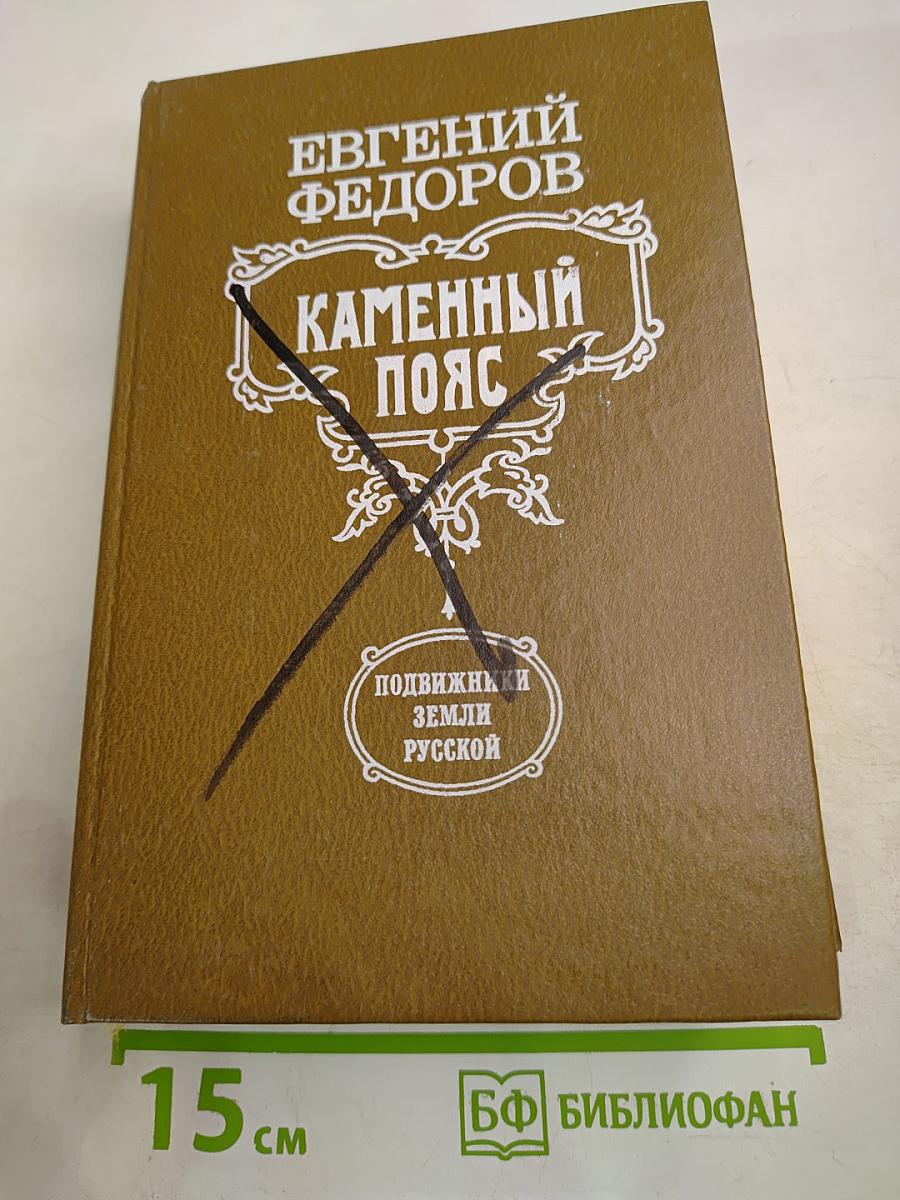 ЕВГЕНИЙ
ФЕДОРОВ
КАМЕННЫЙ
ПОЯС
ПОДВИЖНИКИ
ЗЕМЛИ
РУССКОЙ
15 см
БФ БИБЛИОФАН